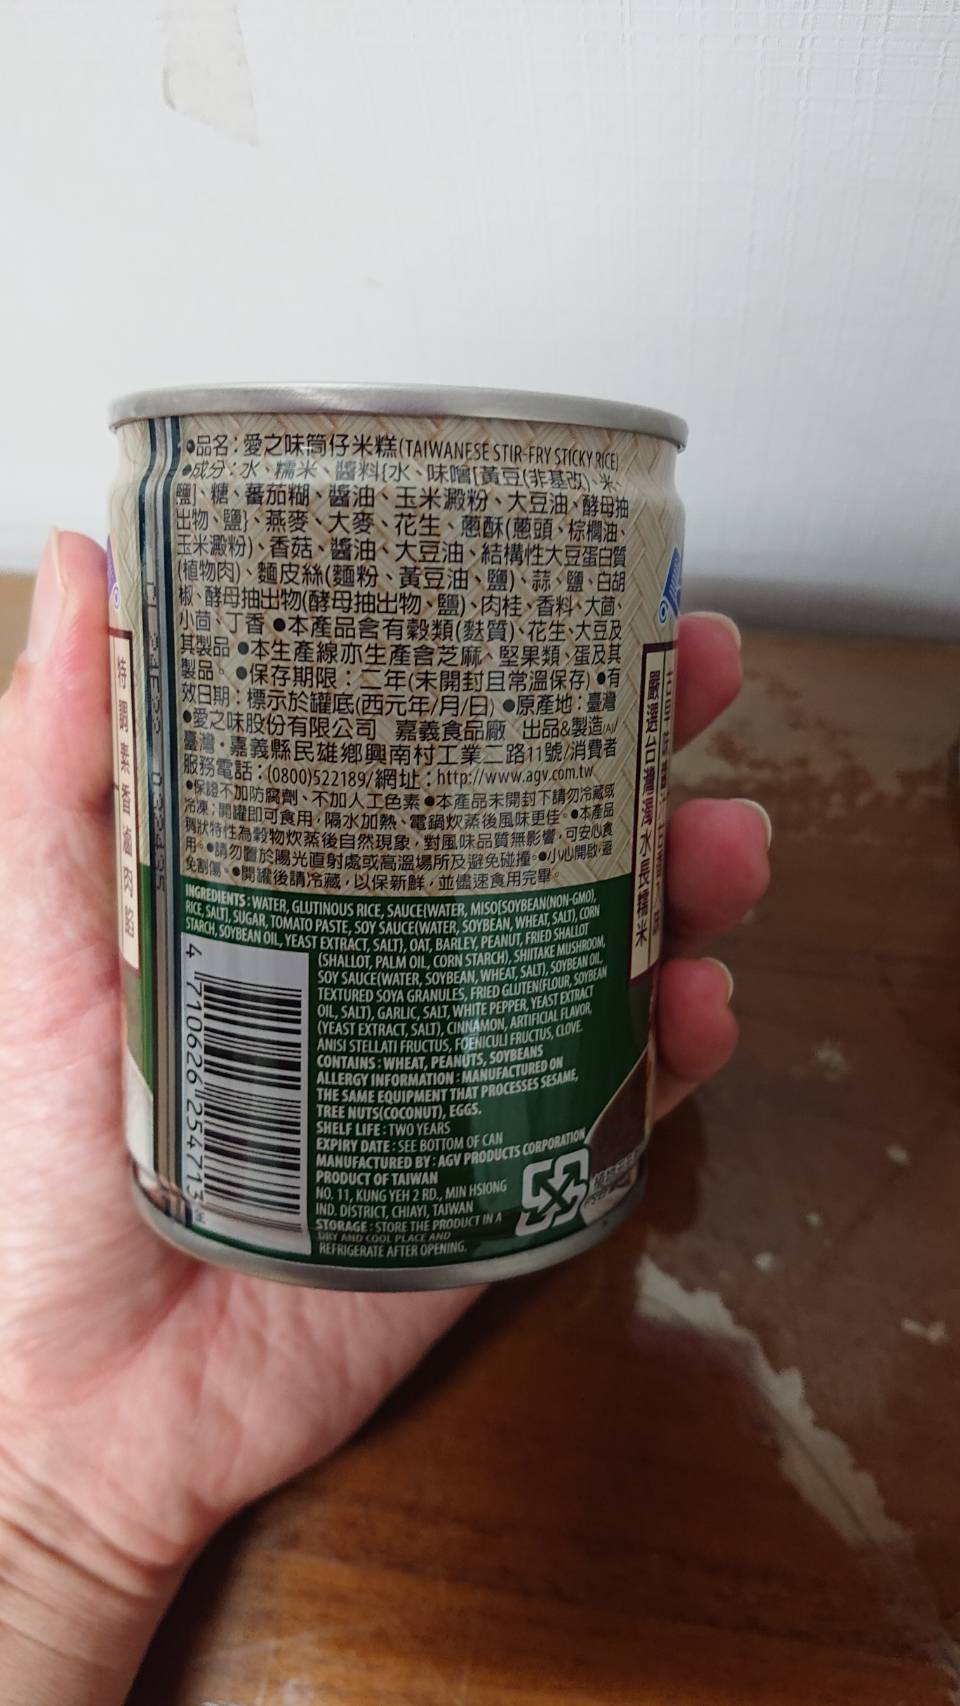 ●品名：愛之味筒仔米糕(TAIWANESE STIR-FRY STICKY RICE)
●成分：水、糯米、醬料{水、味噌[黃豆(非基改)、米、
鹽]、糖、蕃茄糊、醬油、玉米澱粉、大豆油、酵母抽
出物、鹽}、燕麥、大麥、花生、蔥酥(蔥頭、棕櫚油、
玉米澱粉)、香菇、醬油、大豆油、結構性大豆蛋白質
(植物肉)、麵皮絲(麵粉、黃豆油、鹽)、蒜、鹽、白胡
椒、酵母抽出物(酵母抽出物、鹽)、肉桂、香料、大茴、
小茴、丁香 ●本產品含有穀類(麩質)、花生、大豆及
其製品 ●本生產線亦生產含芝麻、堅果類、蛋及其
製品。 ●保存期限：二年(未開封且常溫保存) ●有
效日期：標示於罐底(西元年/月/日) ●原產地：臺灣
●愛之味股份有限公司 嘉義食品廠 出品&製造
臺灣・嘉義縣民雄鄉興南村工業二路11號/消費者
服務電話：(0800)522189/網址：http://www.agv.com.tw
●保證不加防腐劑、不加人工色素 ●本產品未開封下請勿冷藏或
冷凍；開罐即可食用，隔水加熱、電鍋炊蒸後風味更佳。●本產品
稠狀特性為穀物炊蒸後自然現象，對風味品質無影響，可安心食
用。●請勿置於陽光直射處或高溫場所及避免碰撞。●小心開啟，避
免割傷。●開罐後請冷藏，以保新鮮，並儘速食用完畢。
INGREDIENTS : WATER, GLUTINOUS RICE, SAUCE{WATER, MISO[SOYBEAN(NON-GMO),
RICE, SALT], SUGAR, TOMATO PASTE, SOY SAUCE(WATER, SOYBEAN, WHEAT, SALT), CORN
STARCH, SOYBEAN OIL, YEAST EXTRACT, SALT}, OAT, BARLEY, PEANUT, FRIED SHALLOT
(SHALLOT, PALM OIL, CORN STARCH), SHIITAKE MUSHROOM,
SOY SAUCE(WATER, SOYBEAN, WHEAT, SALT), SOYBEAN OIL,
TEXTURED SOYA GRANULES, FRIED GLUTEN(FLOUR, SOYBEAN
OIL, SALT), GARLIC, SALT, WHITE PEPPER, YEAST EXTRACT
(YEAST EXTRACT, SALT), CINNAMON, ARTIFICIAL FLAVOR,
ANISI STELLATI FRUCTUS, FOENICULI FRUCTUS, CLOVE.
CONTAINS : WHEAT, PEANUTS, SOYBEANS
ALLERGY INFORMATION : MANUFACTURED ON
THE SAME EQUIPMENT THAT PROCESSES SESAME,
TREE NUTS(COCONUT), EGGS.
SHELF LIFE : TWO YEARS
EXPIRY DATE : SEE BOTTOM OF CAN
MANUFACTURED BY : AGV PRODUCTS CORPORATION
PRODUCT OF TAIWAN
NO. 11, KUNG YEH 2 RD., MIN HSIONG
IND. DISTRICT, CHIAYI, TAIWAN
STORAGE : STORE THE PRODUCT IN A
DRY AND COOL PLACE AND
REFRIGERATE AFTER OPENING.
4 710626 254713
特調素香滷肉餡
嚴選台灣濁水長糯米